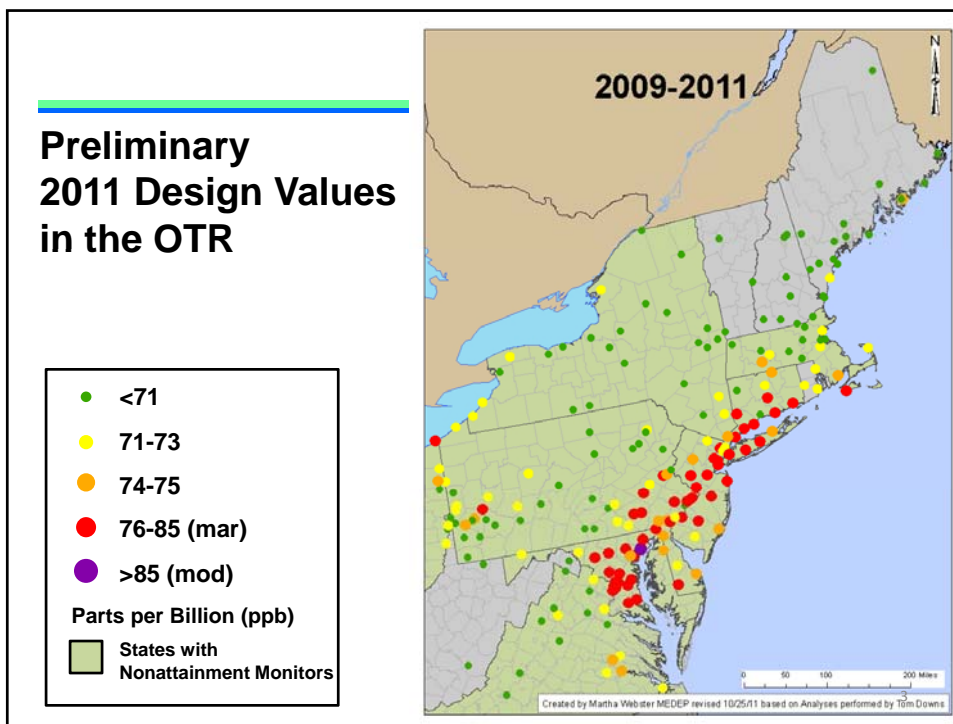 Preliminary
2011 Design Values
in the OTR
<71
71-73
74-75
76-85 (mar)
>85 (mod)
Parts per Billion (ppb)
States with
Nonattainment Monitors
2009-2011
N
0 50 100 200 Miles
3
Created by Martha Webster MEDEP revised 10/25/11 based on Analyses performed by Tom Downs